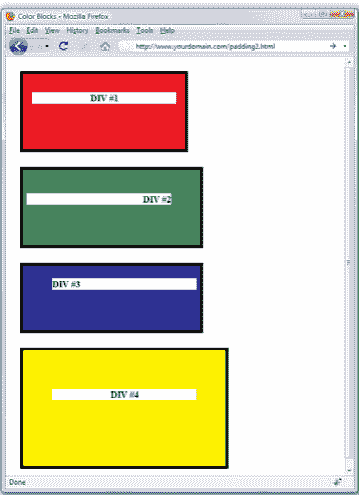 Color Blocks - Mozilla Firefox
File Edit View History Bookmarks Tools Help
http://www.yourdomain.com/padding2.html
DIV #1
DIV #2
DIV #3
DIV #4
Done